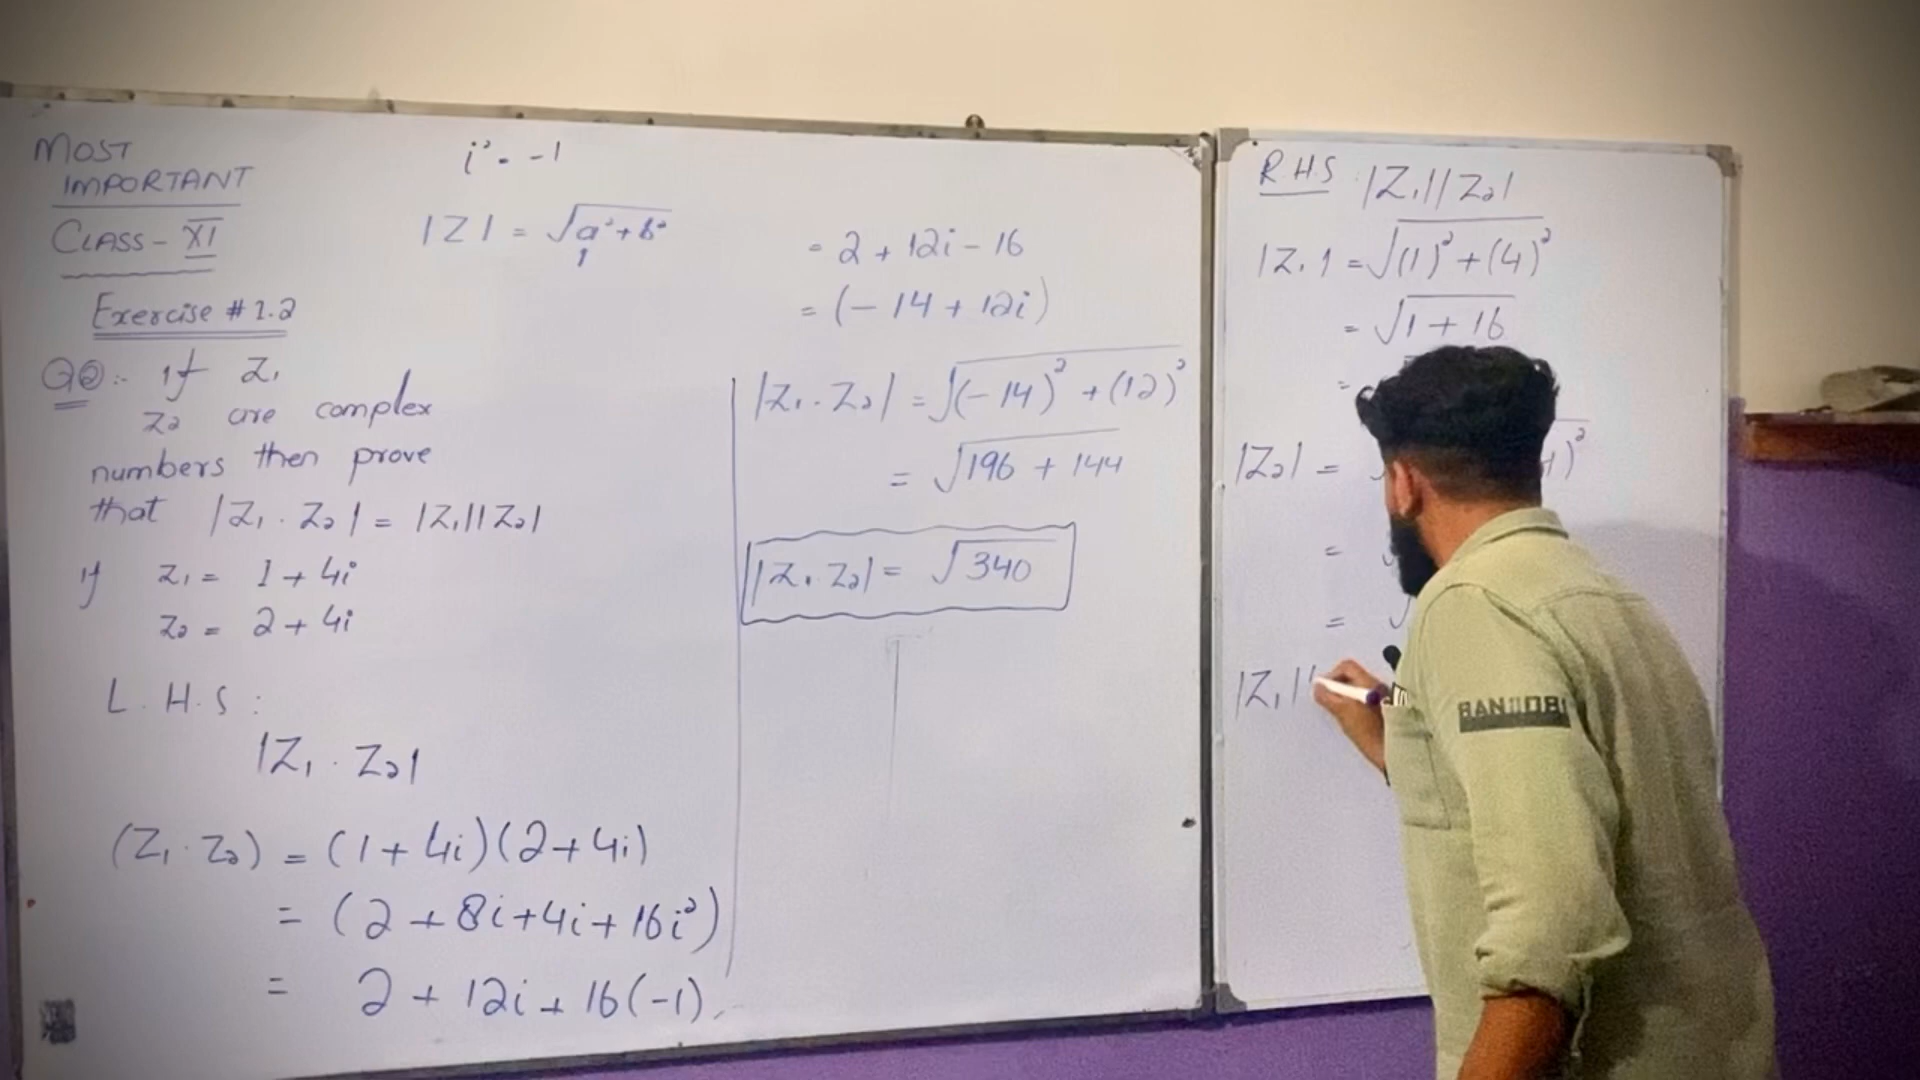 MOST
IMPORTANT
CLASS - XI
Exercise # 1.2
Q2:- if Z₁
Z₂ are complex
numbers then prove
that |Z₁ . Z₂| = |Z₁||Z₂|
if Z₁ = 1 + 4i
Z₂ = 2 + 4i
L.H.S :
|Z₁ . Z₂|
(Z₁ . Z₂) = (1 + 4i)(2 + 4i)
= (2 + 8i + 4i + 16i²)
= 2 + 12i + 16(-1)
i² = -1
|Z| = √a² + b²
= 2 + 12i - 16
= (- 14 + 12i)
|Z₁ . Z₂| = √(- 14)² + (12)²
= √196 + 144
|Z₁ . Z₂| = √340
R.H.S |Z₁||Z₂|
|Z₁| = √(1)² + (4)²
= √1 + 16
=
|Z₂| = )²
= √
= √
|Z₁|